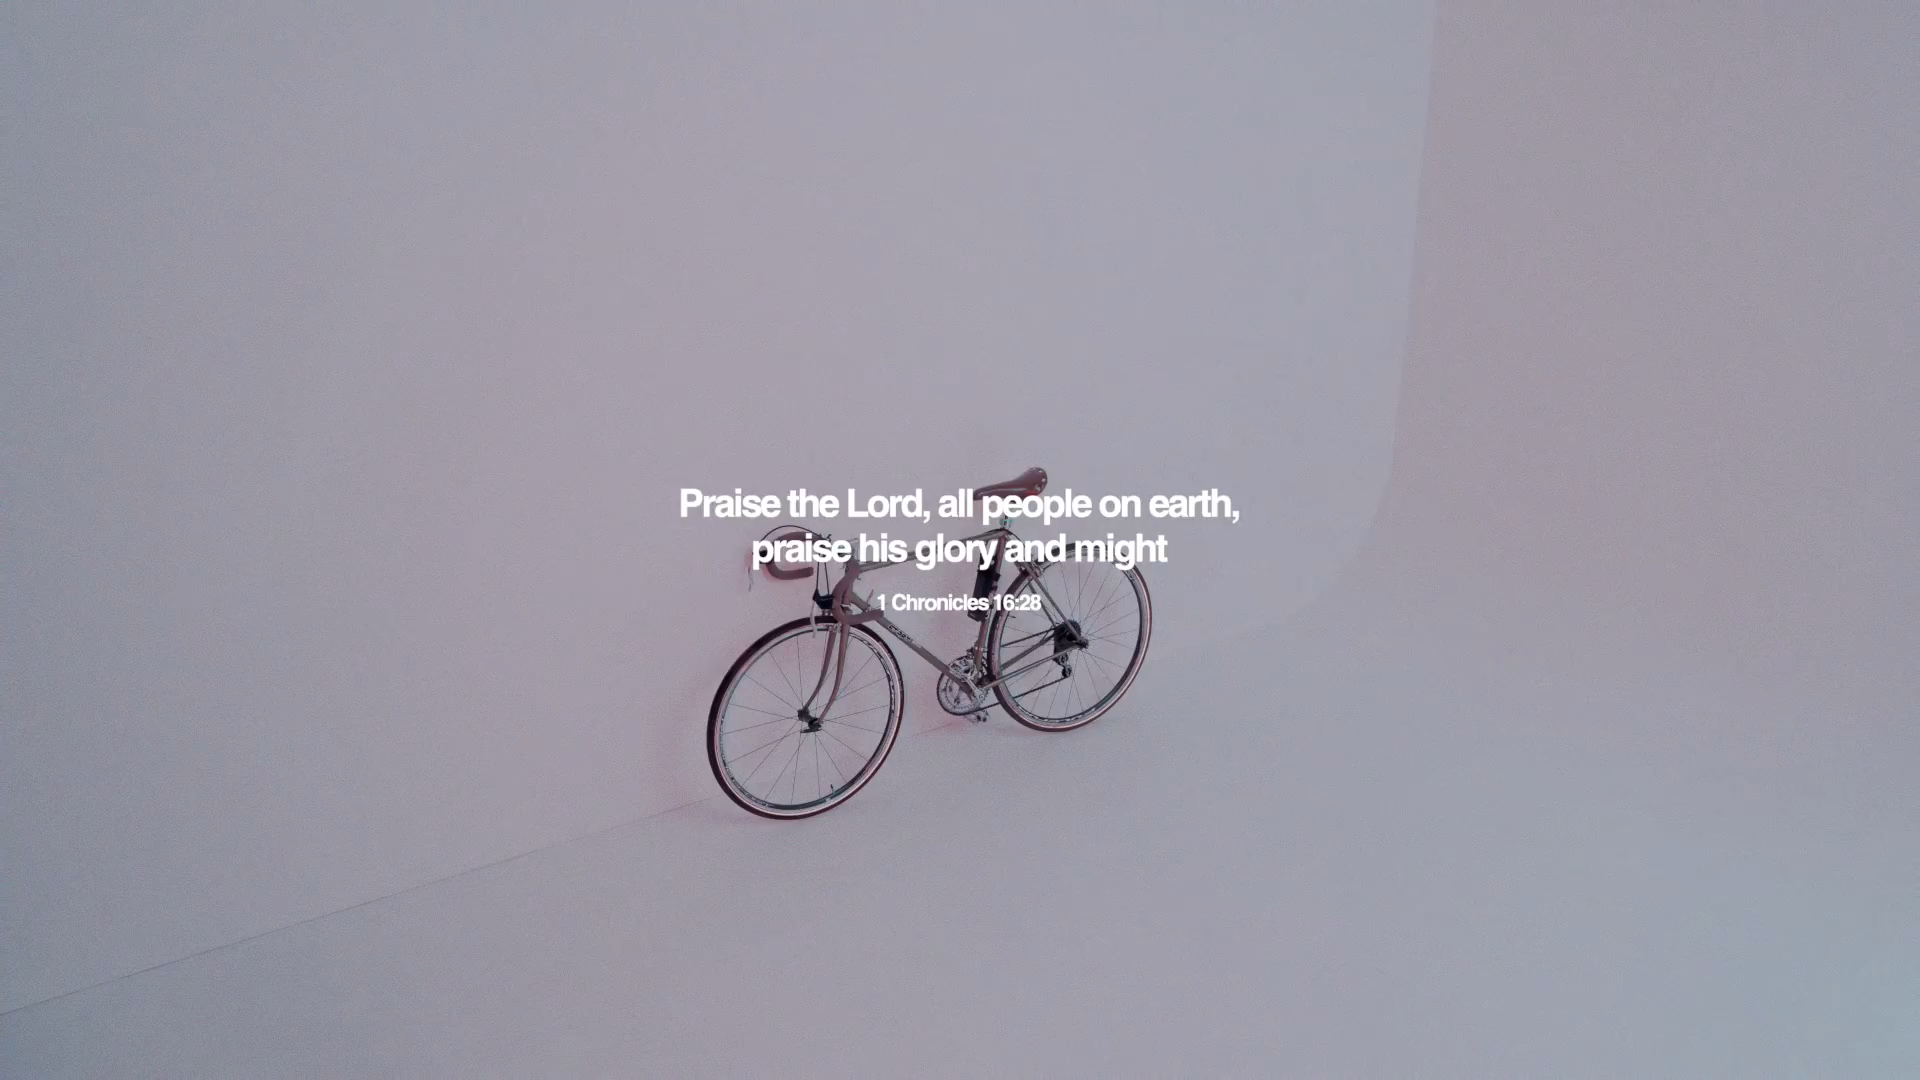 Praise the Lord, all people on earth,
praise his glory and might
1 Chronicles 16:28